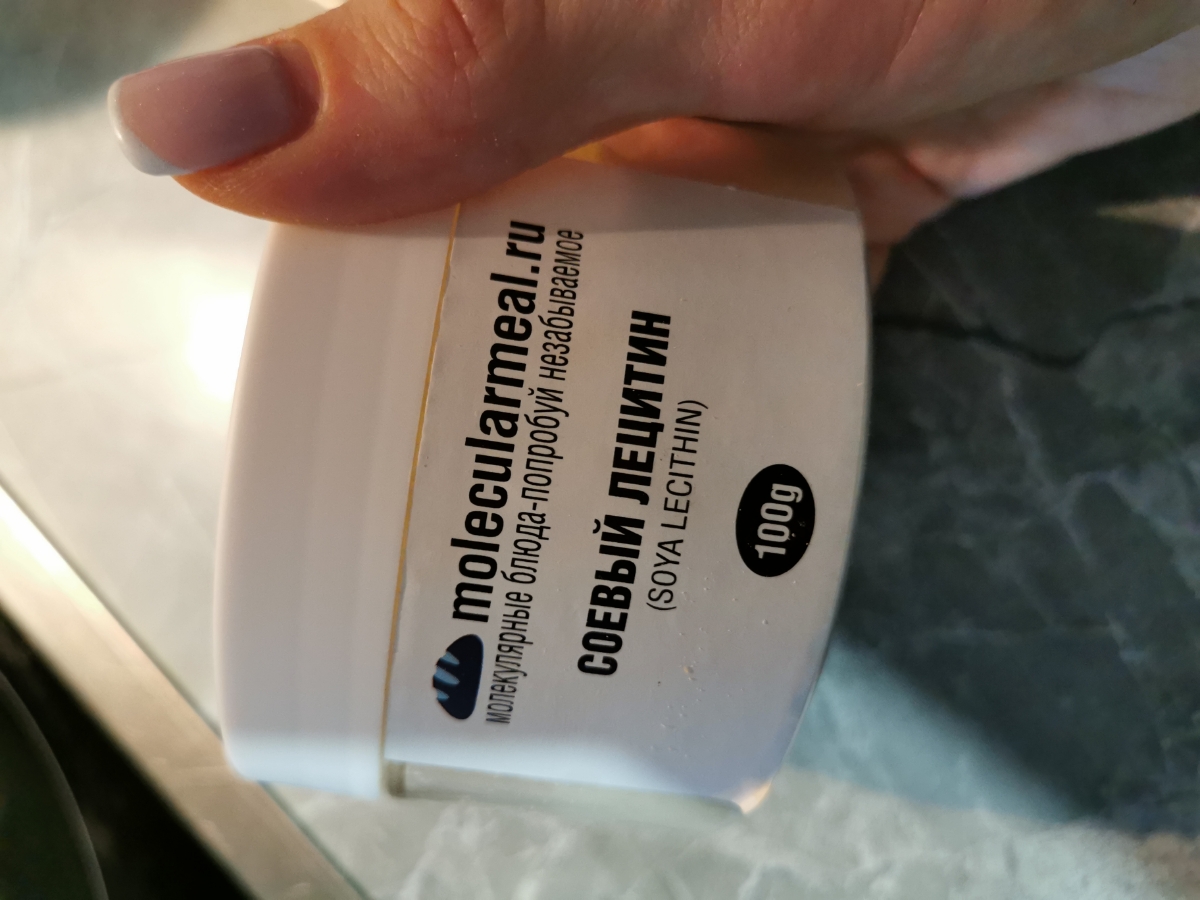 molecularmeal.ru
молекулярные блюда-попробуй незабываемое
СОЕВЫЙ ЛЕЦИТИН
(SOYA LECITHIN)
100g